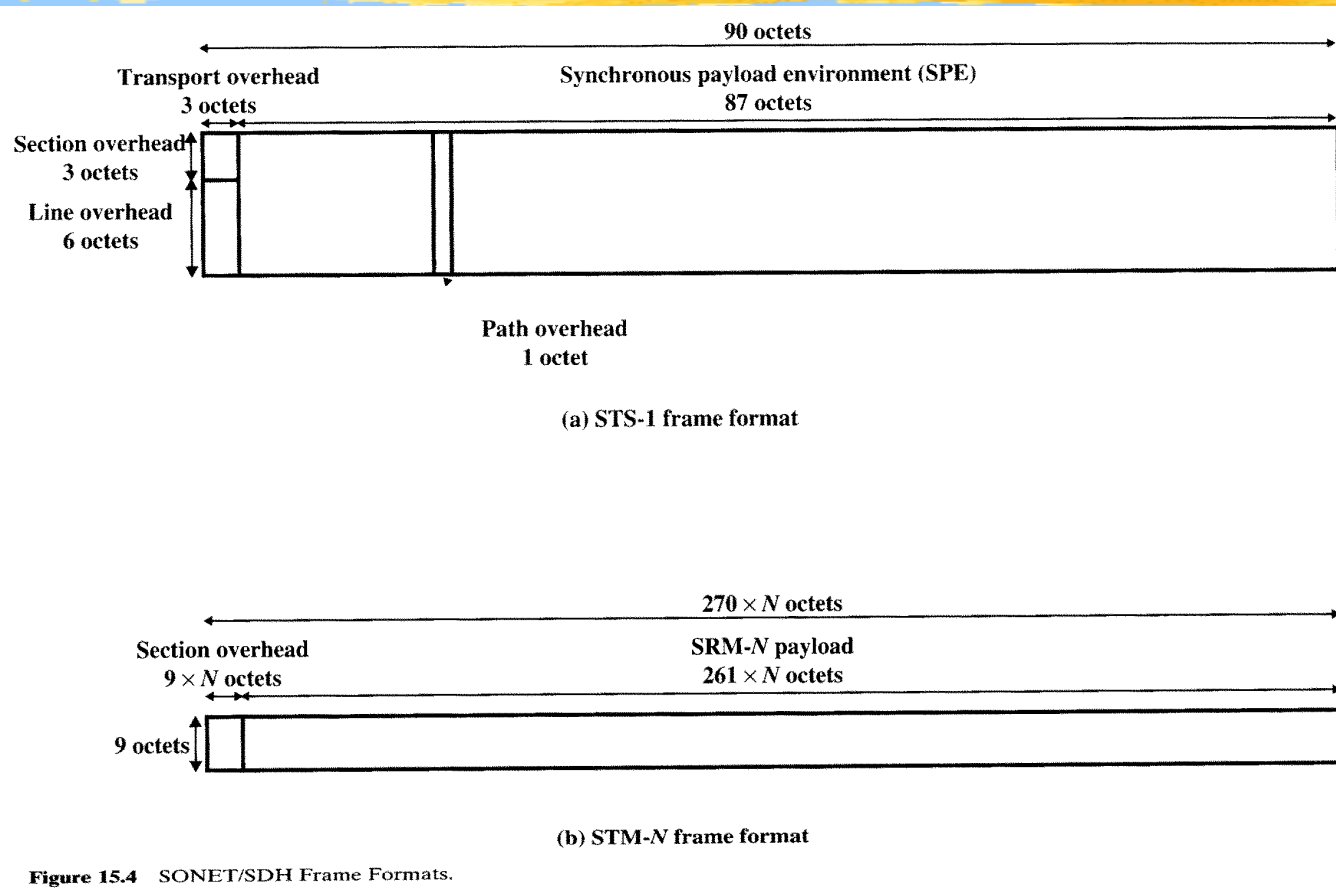 90 octets
Transport overhead
3 octets
Synchronous payload environment (SPE)
87 octets
Section overhead
3 octets
Line overhead
6 octets
Path overhead
1 octet
(a) STS-1 frame format
270 × N octets
Section overhead
9 × N octets
SRM-N payload
261 × N octets
9 octets
(b) STM-N frame format
Figure 15.4 SONET/SDH Frame Formats.